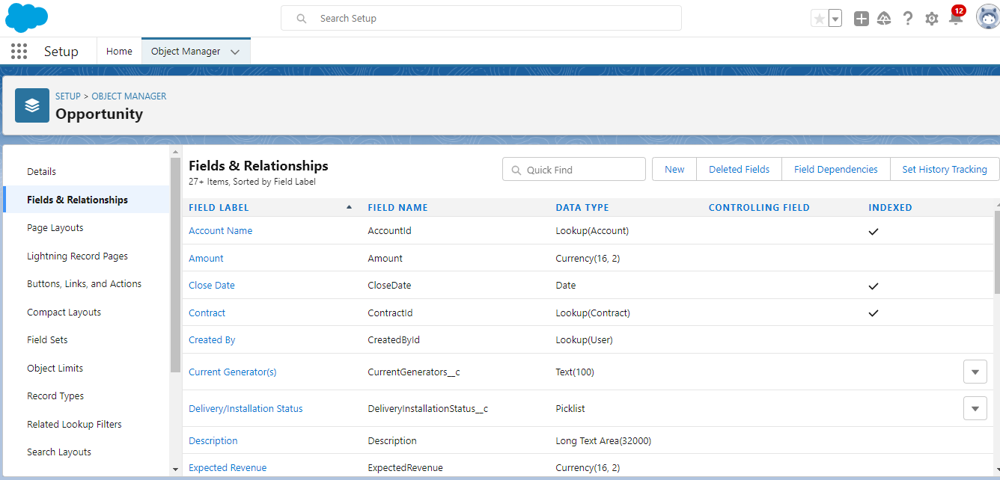 Search Setup
12
Setup
Home
Object Manager
SETUP > OBJECT MANAGER
Opportunity
Details
Fields & Relationships
Page Layouts
Lightning Record Pages
Buttons, Links, and Actions
Compact Layouts
Field Sets
Object Limits
Record Types
Related Lookup Filters
Search Layouts
Fields & Relationships
27+ Items, Sorted by Field Label
Quick Find
New
Deleted Fields
Field Dependencies
Set History Tracking
FIELD LABEL FIELD NAME DATA TYPE CONTROLLING FIELD INDEXED
Account Name AccountId Lookup(Account)
Amount Amount Currency(16, 2)
Close Date CloseDate Date
Contract ContractId Lookup(Contract)
Created By CreatedById Lookup(User)
Current Generator(s) CurrentGenerators__c Text(100)
Delivery/Installation Status DeliveryInstallationStatus__c Picklist
Description Description Long Text Area(32000)
Expected Revenue ExpectedRevenue Currency(16, 2)